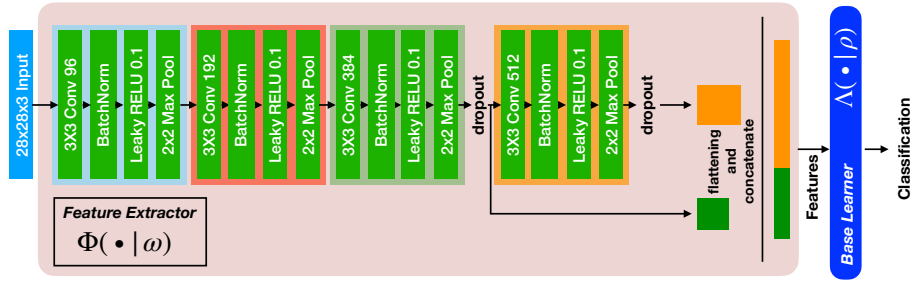 28x28x3 Input
3X3 Conv 96
BatchNorm
Leaky RELU 0.1
2x2 Max Pool
3X3 Conv 192
BatchNorm
Leaky RELU 0.1
2x2 Max Pool
3X3 Conv 384
BatchNorm
Leaky RELU 0.1
2x2 Max Pool
dropout
3X3 Conv 512
BatchNorm
Leaky RELU 0.1
2x2 Max Pool
dropout
flattening
and
concatenate
Features
Λ(•|ρ)
Base Learner
Classification
Feature Extractor
Φ(•|ω)